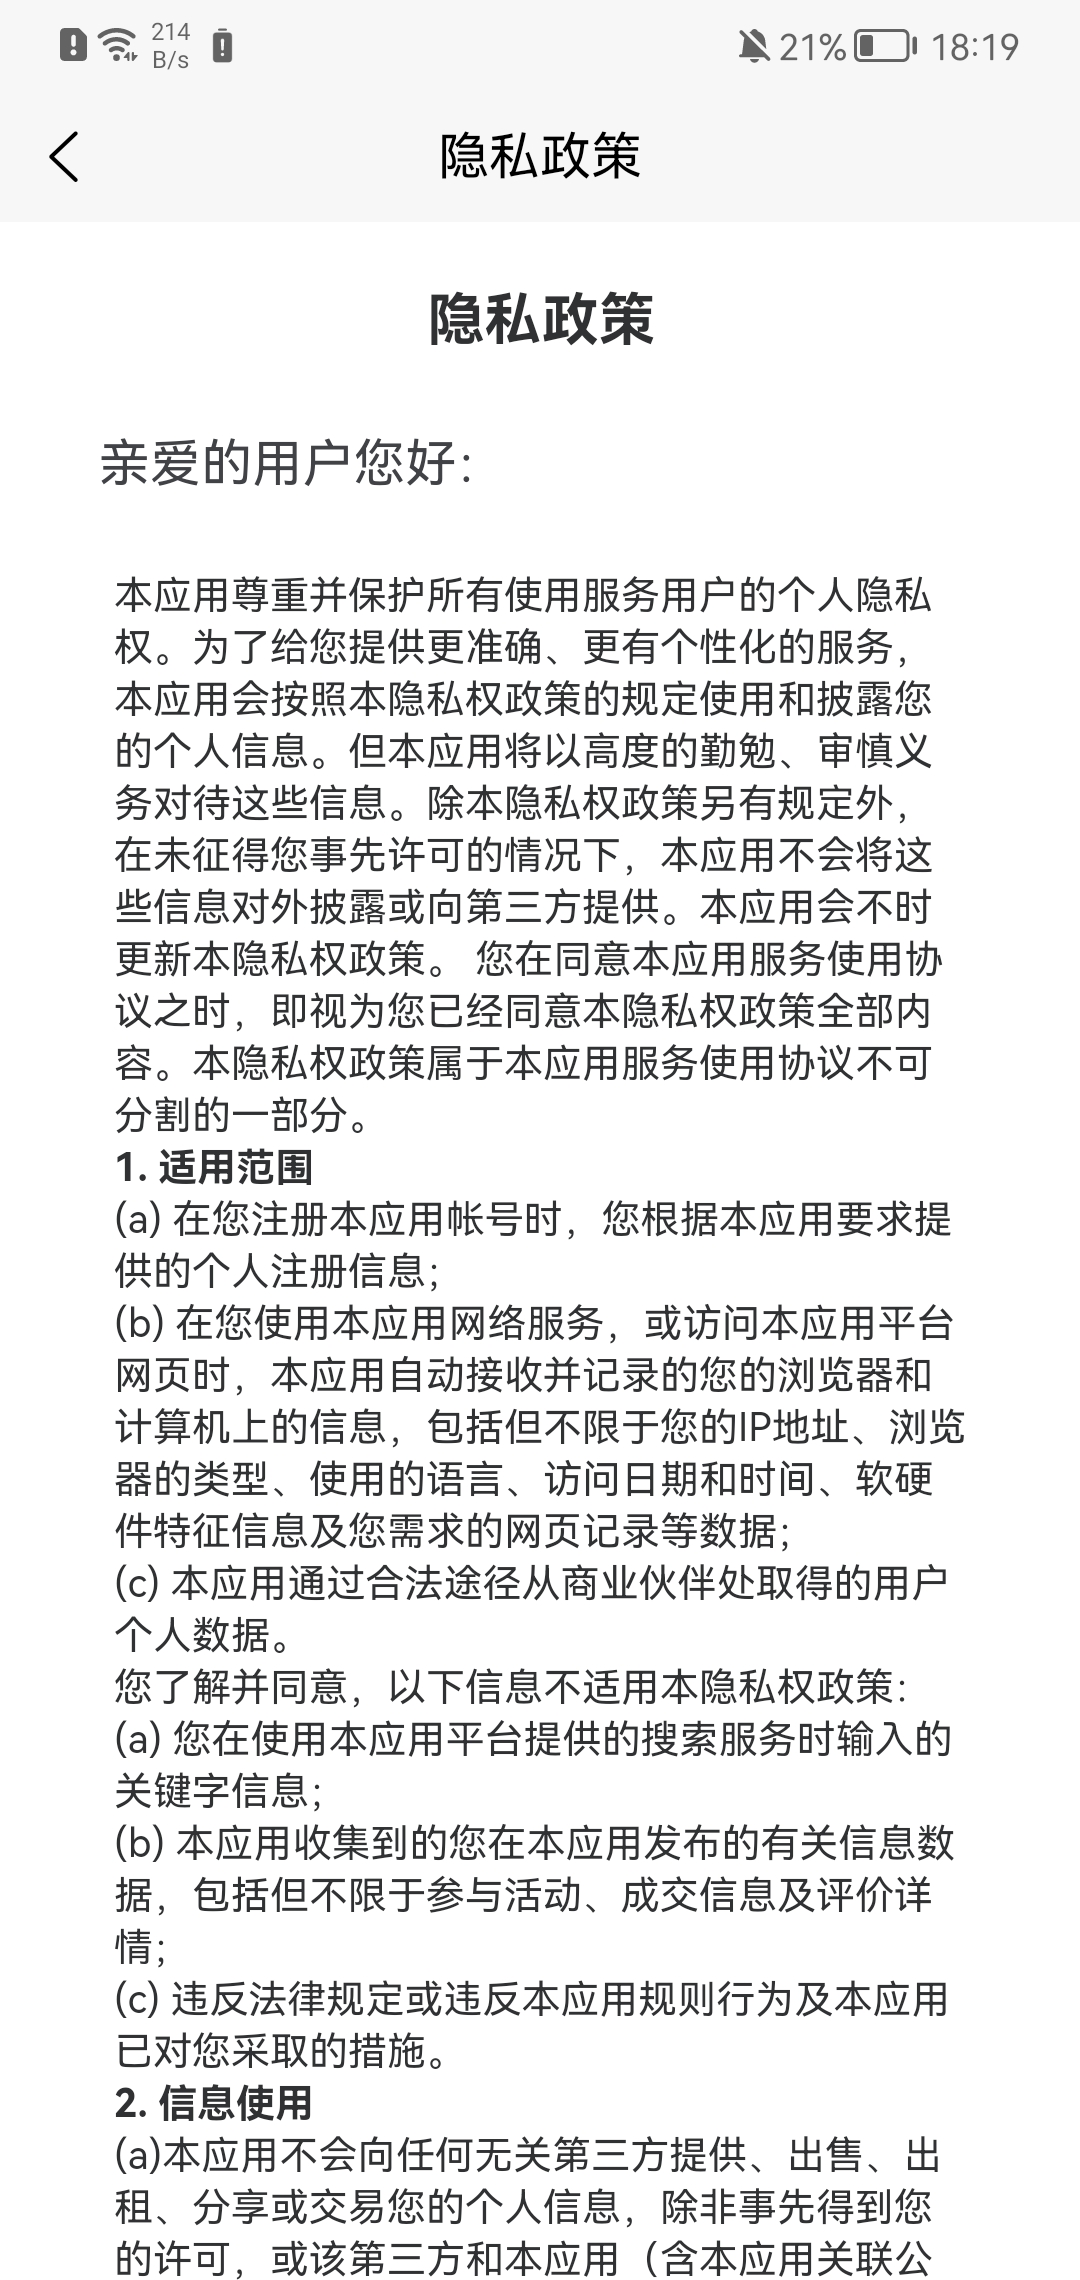 214
B/s
21%
18:19
隐私政策
隐私政策
亲爱的用户您好：
本应用尊重并保护所有使用服务用户的个人隐私
权。为了给您提供更准确、更有个性化的服务，
本应用会按照本隐私权政策的规定使用和披露您
的个人信息。但本应用将以高度的勤勉、审慎义
务对待这些信息。除本隐私权政策另有规定外，
在未征得您事先许可的情况下，本应用不会将这
些信息对外披露或向第三方提供。本应用会不时
更新本隐私权政策。 您在同意本应用服务使用协
议之时，即视为您已经同意本隐私权政策全部内
容。本隐私权政策属于本应用服务使用协议不可
分割的一部分。
1. 适用范围
(a) 在您注册本应用帐号时，您根据本应用要求提
供的个人注册信息；
(b) 在您使用本应用网络服务，或访问本应用平台
网页时，本应用自动接收并记录的您的浏览器和
计算机上的信息，包括但不限于您的IP地址、浏览
器的类型、使用的语言、访问日期和时间、软硬
件特征信息及您需求的网页记录等数据；
(c) 本应用通过合法途径从商业伙伴处取得的用户
个人数据。
您了解并同意，以下信息不适用本隐私权政策：
(a) 您在使用本应用平台提供的搜索服务时输入的
关键字信息；
(b) 本应用收集到的您在本应用发布的有关信息数
据，包括但不限于参与活动、成交信息及评价详
情；
(c) 违反法律规定或违反本应用规则行为及本应用
已对您采取的措施。
2. 信息使用
(a)本应用不会向任何无关第三方提供、出售、出
租、分享或交易您的个人信息，除非事先得到您
的许可，或该第三方和本应用（含本应用关联公